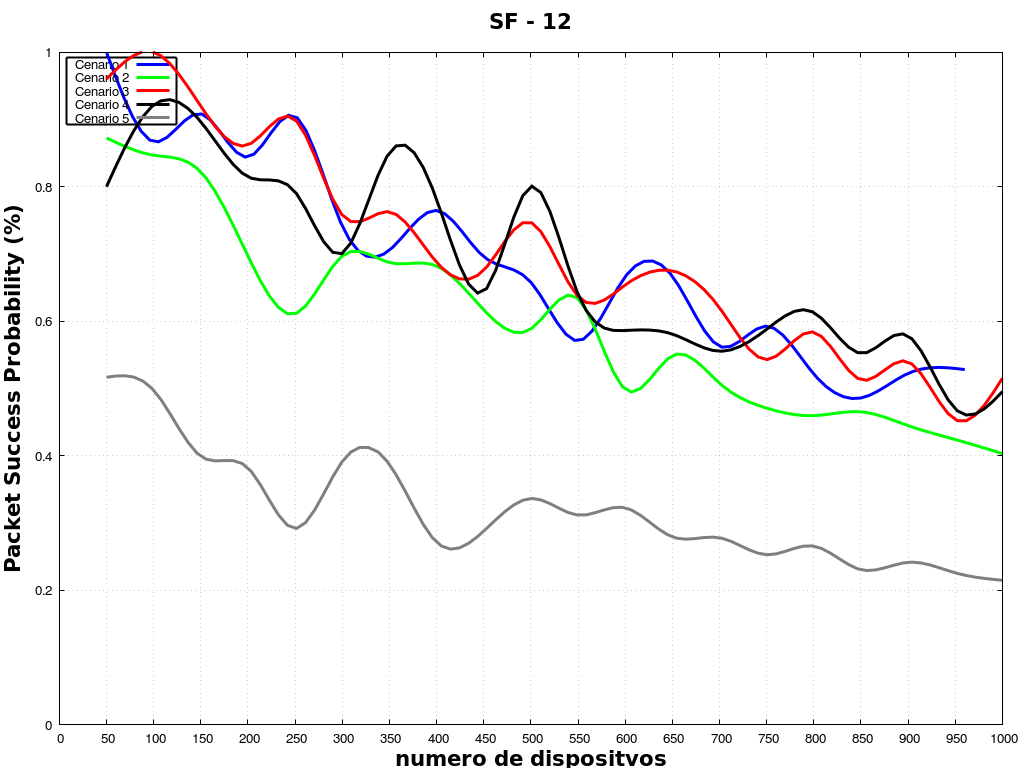 SF - 12
Packet Success Probability (%)
1
0.8
0.6
0.4
0.2
0
Cenario 1
Cenario 2
Cenario 3
Cenario 4
Cenario 5
0 50 100 150 200 250 300 350 400 450 500 550 600 650 700 750 800 850 900 950 1000
numero de dispositvos